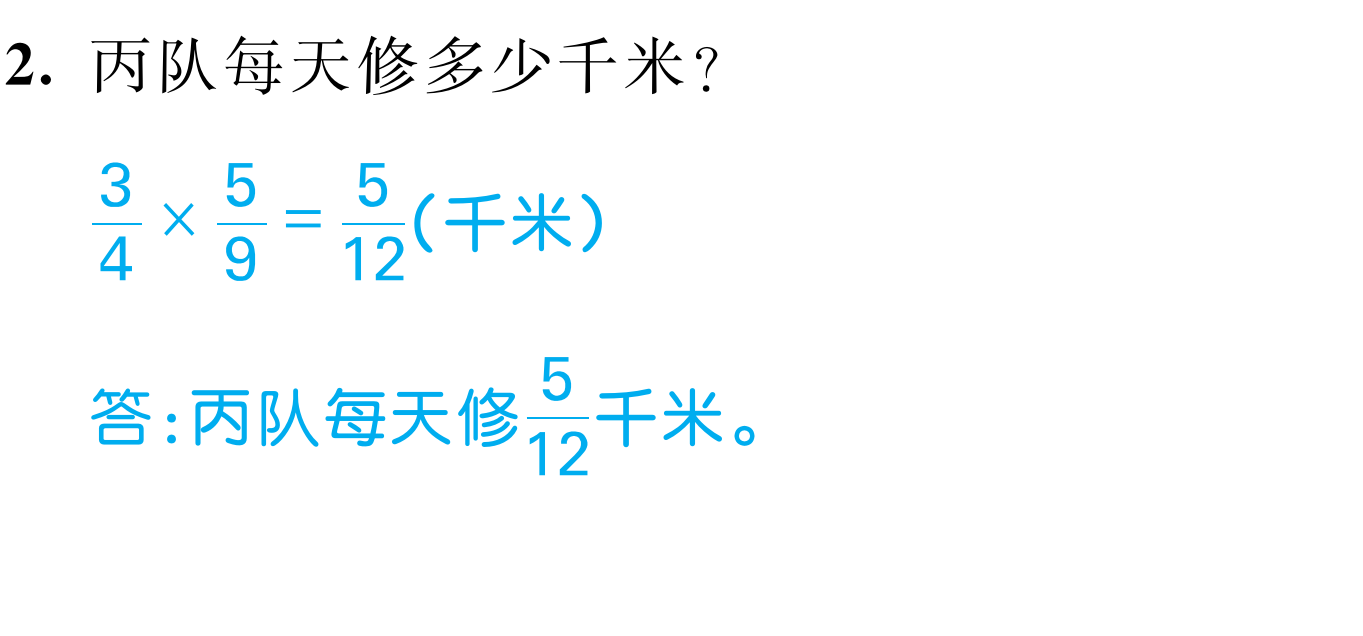 2. 丙队每天修多少千米?
3/4 × 5/9 = 5/12(千米)
答:丙队每天修5/12千米。